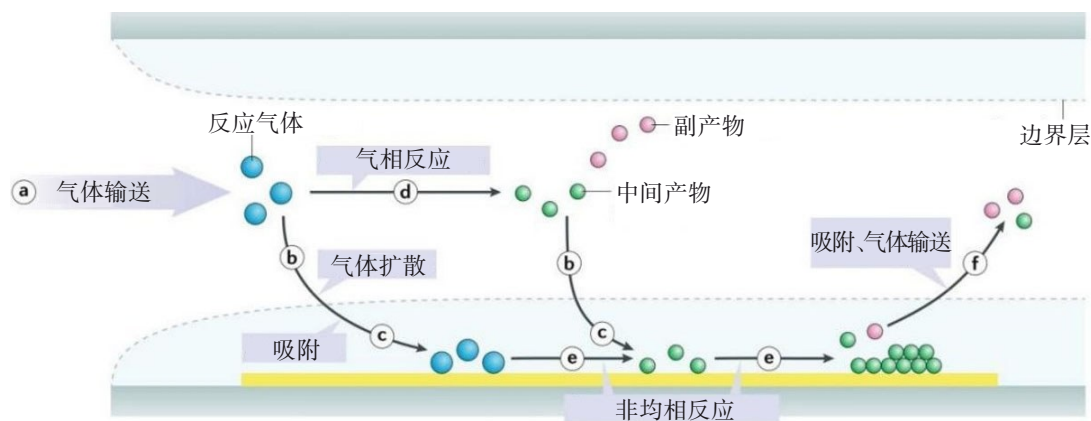 反应气体
副产物
边界层
a 气体输送
气相反应
d
中间产物
b
气体扩散
b
吸附、气体输送
f
吸附
c
c
e
e
非均相反应